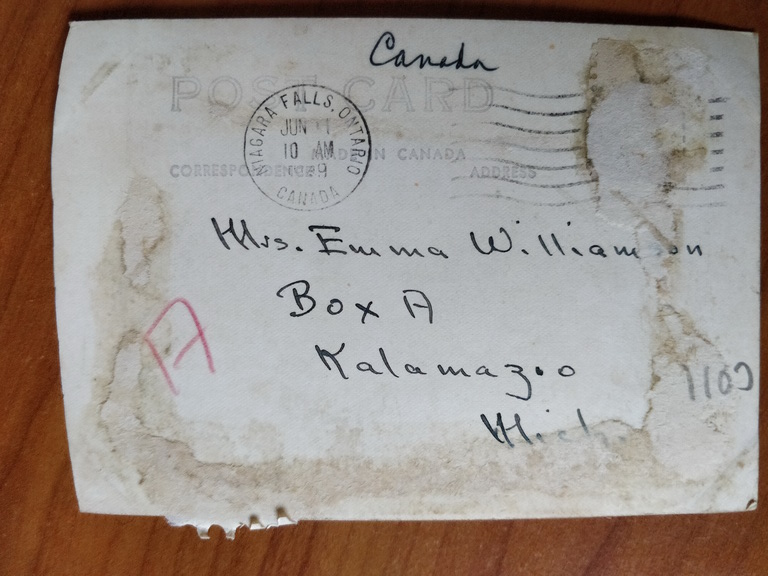 Canada
POST CARD
NIAGARA FALLS, ONTARIO
JUN 1
10 AM
CANADA
MADE IN CANADA
CORRESPONDENCE
ADDRESS
Mrs. Emma Williamson
Box A
Kalamazoo
Mich.
A